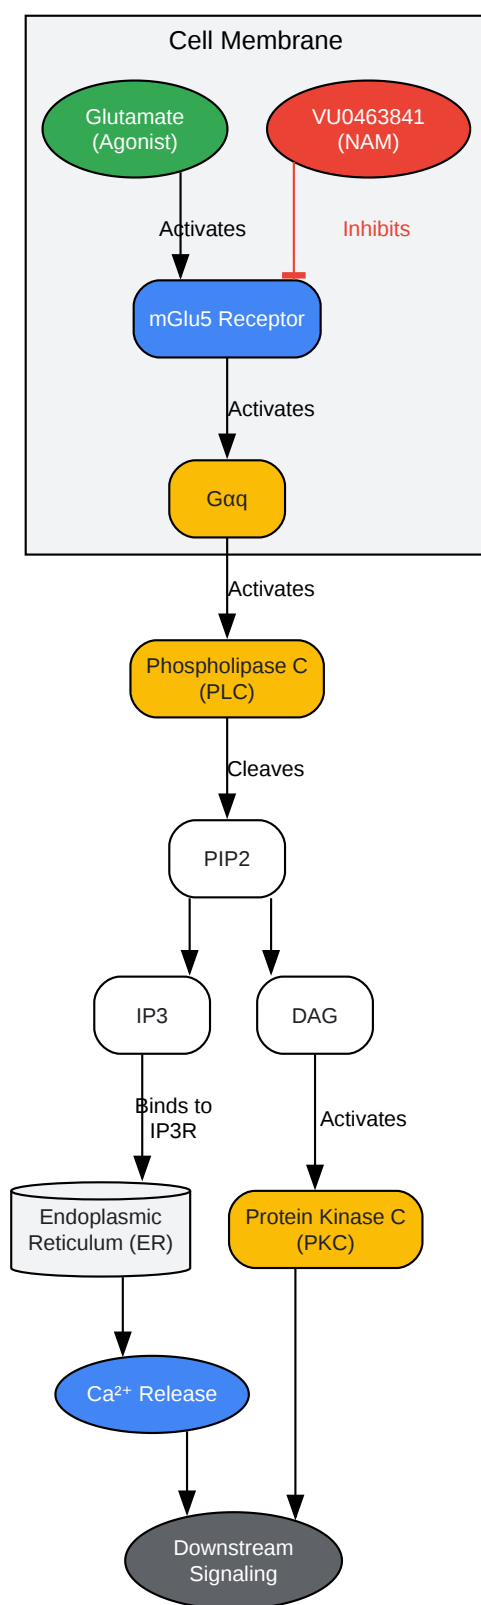 Cell Membrane
Glutamate
(Agonist)
VU0463841
(NAM)
Activates
Inhibits
mGlu5 Receptor
Activates
Gαq
Activates
Phospholipase C
(PLC)
Cleaves
PIP2
IP3
DAG
Binds to
IP3R
Activates
Endoplasmic
Reticulum (ER)
Protein Kinase C
(PKC)
Ca²⁺ Release
Downstream
Signaling